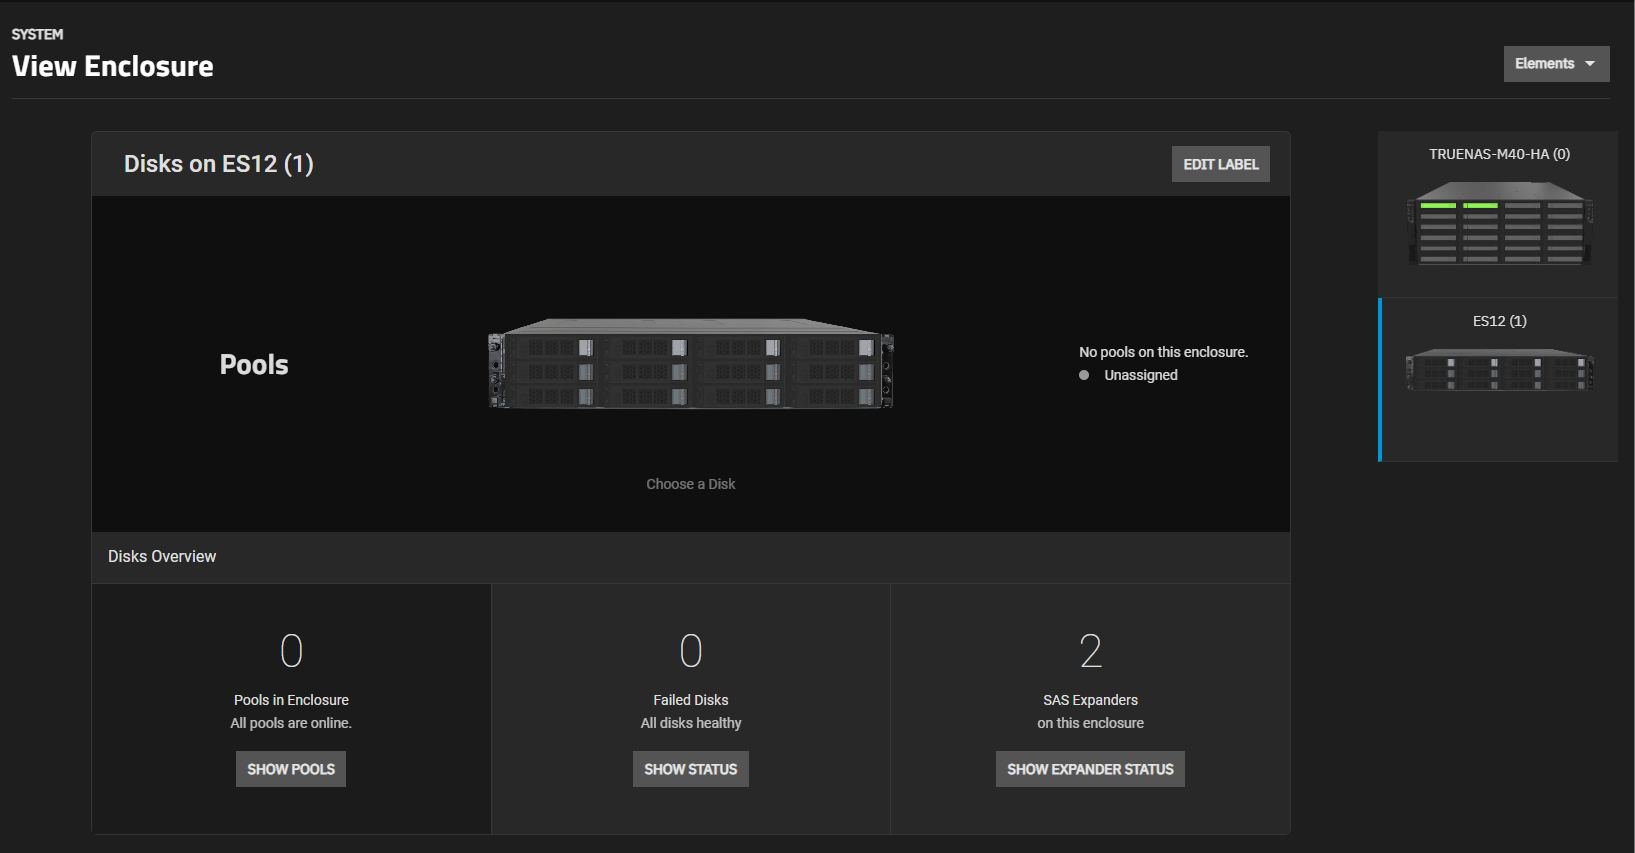 SYSTEM
View Enclosure
Elements
Disks on ES12 (1)
EDIT LABEL
Pools
No pools on this enclosure.
Unassigned
Choose a Disk
TRUENAS-M40-HA (0)
ES12 (1)
Disks Overview
0
Pools in Enclosure
All pools are online.
SHOW POOLS
0
Failed Disks
All disks healthy
SHOW STATUS
2
SAS Expanders
on this enclosure
SHOW EXPANDER STATUS